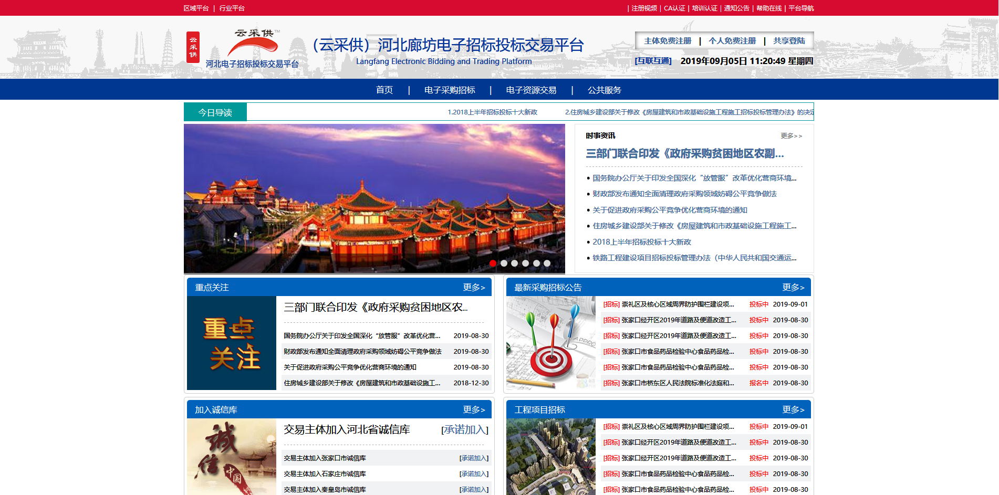 区域平台 | 行业平台
| 注册视频 | CA认证 | 培训认证 | 通知公告 | 帮助在线 | 平台导航
云采供
云采供™
河北电子招标投标交易平台
（云采供）河北廊坊电子招标投标交易平台
Langfang Electronic Bidding and Trading Platform
主体免费注册 | 个人免费注册 | 共享登陆
[互联互通] 2019年09月05日 11:20:49 星期四
首页 | 电子采购招标 | 电子资源交易 | 公共服务
今日导读
1.2018上半年招标投标十大新政
2.住房城乡建设部关于修改《房屋建筑和市政基础设施工程施工招标投标管理办法》的决定
时事资讯
更多>>
三部门联合印发《政府采购贫困地区农副...
国务院办公厅关于印发全国深化“放管服”改革优化营商环境...
财政部发布通知全面清理政府采购领域妨碍公平竞争做法
关于促进政府采购公平竞争优化营商环境的通知
住房城乡建设部关于修改《房屋建筑和市政基础设施工程施工...
2018上半年招标投标十大新政
铁路工程建设项目招标投标管理办法（中华人民共和国交通运...
重点关注
更多>
重点
关注
三部门联合印发《政府采购贫困地区农...
国务院办公厅关于印发全国深化“放管服”改革优化营... 2019-08-30
财政部发布通知全面清理政府采购领域妨碍公平竞争做法 2019-08-30
关于促进政府采购公平竞争优化营商环境的通知 2019-08-30
住房城乡建设部关于修改《房屋建筑和市政基础设施工... 2018-12-30
最新采购招标公告
更多>
[招标] 崇礼区及核心区域周界防护围栏建设项... 投标中 2019-09-01
[招标] 张家口经开区2019年道路及便道改造工... 投标中 2019-08-30
[招标] 张家口经开区2019年道路及便道改造工... 投标中 2019-08-30
[招标] 张家口市食品药品检验中心食品药品检... 投标中 2019-08-30
[招标] 张家口市食品药品检验中心食品药品检... 投标中 2019-08-30
[招标] 张家口市桥东区人民法院标准化法庭和... 报名中 2019-08-30
加入诚信库
更多>
诚信
中国
交易主体加入河北省诚信库 [承诺加入]
交易主体加入张家口市诚信库 [承诺加入]
交易主体加入石家庄市诚信库 [承诺加入]
交易主体加入秦皇岛市诚信库 [承诺加入]
工程项目招标
更多>
[招标] 崇礼区及核心区域周界防护围栏建设项... 投标中 2019-09-01
[招标] 张家口经开区2019年道路及便道改造工... 投标中 2019-08-30
[招标] 张家口经开区2019年道路及便道改造工... 投标中 2019-08-30
[招标] 张家口市食品药品检验中心食品药品检... 投标中 2019-08-30
[招标] 张家口市食品药品检验中心食品药品检... 投标中 2019-08-30